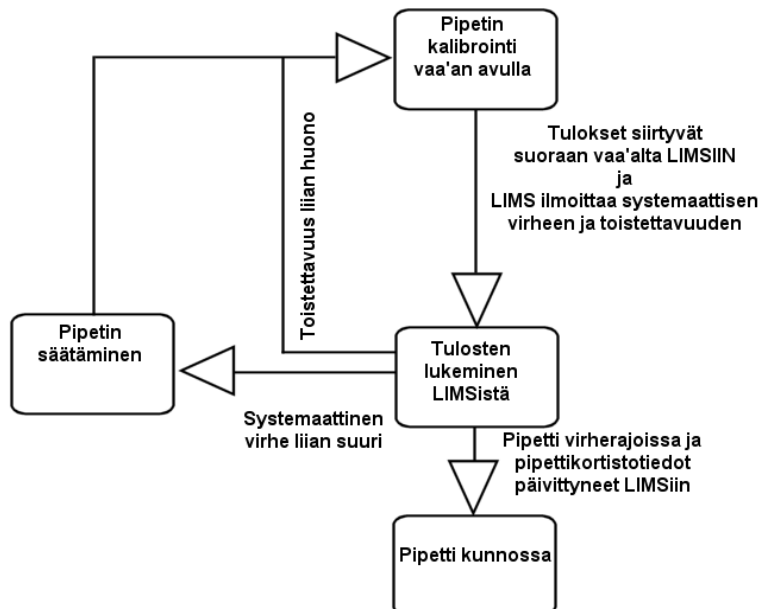 Pipetin
kalibrointi
vaa'an avulla
Tulokset siirtyvät
suoraan vaa'alta LIMSIIN
ja
LIMS ilmoittaa systemaattisen
virheen ja toistettavuuden
Toistettavuus liian huono
Pipetin
säätäminen
Tulosten
lukeminen
LIMSistä
Systemaattinen
virhe liian suuri
Pipetti virherajoissa ja
pipettikortistotiedot
päivittyneet LIMSiin
Pipetti kunnossa